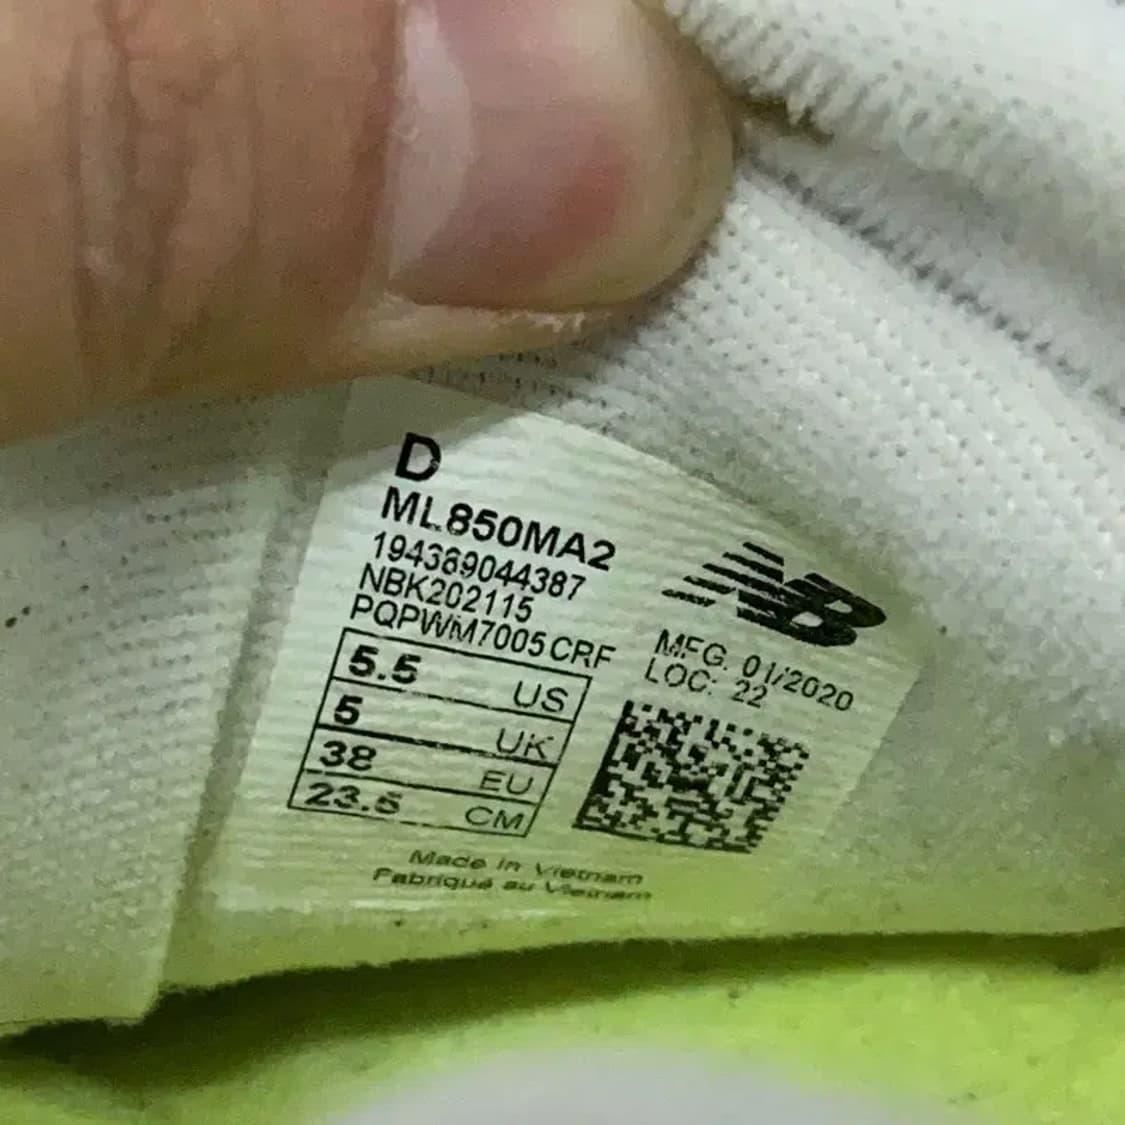 D
ML850MA2
194389044387
NBK202115
PQPWM7005 CRF
5.5 US
5 UK
38 EU
23.5 CM
NB
MFG. 01/2020
LOC: 22
Made in Vietnam
Fabriqué au Vietnam